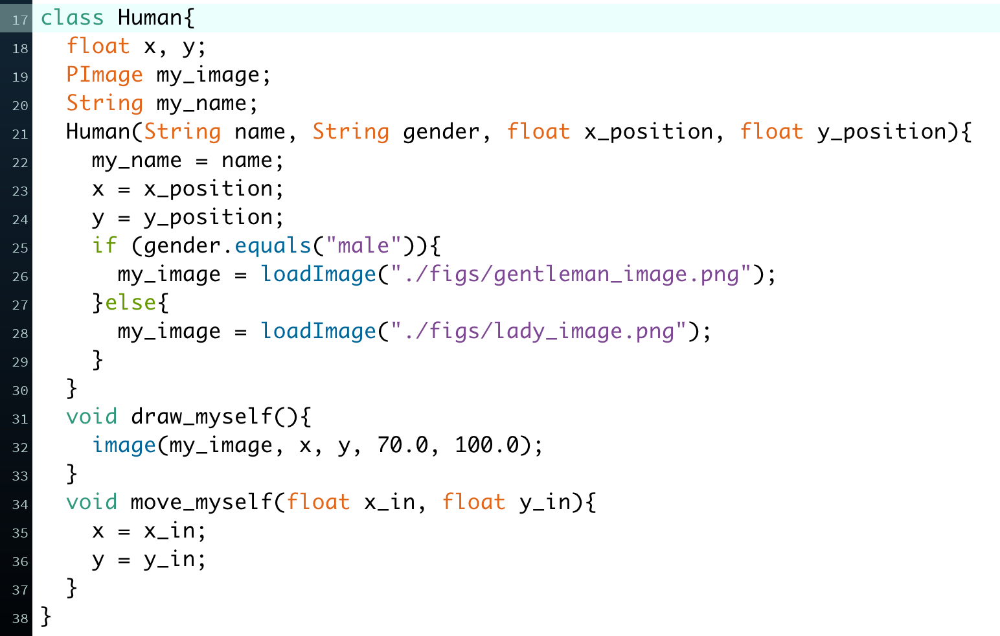 17 class Human{
18   float x, y;
19   PImage my_image;
20   String my_name;
21   Human(String name, String gender, float x_position, float y_position){
22     my_name = name;
23     x = x_position;
24     y = y_position;
25     if (gender.equals("male")){
26       my_image = loadImage("./figs/gentleman_image.png");
27     }else{
28       my_image = loadImage("./figs/lady_image.png");
29     }
30   }
31   void draw_myself(){
32     image(my_image, x, y, 70.0, 100.0);
33   }
34   void move_myself(float x_in, float y_in){
35     x = x_in;
36     y = y_in;
37   }
38 }